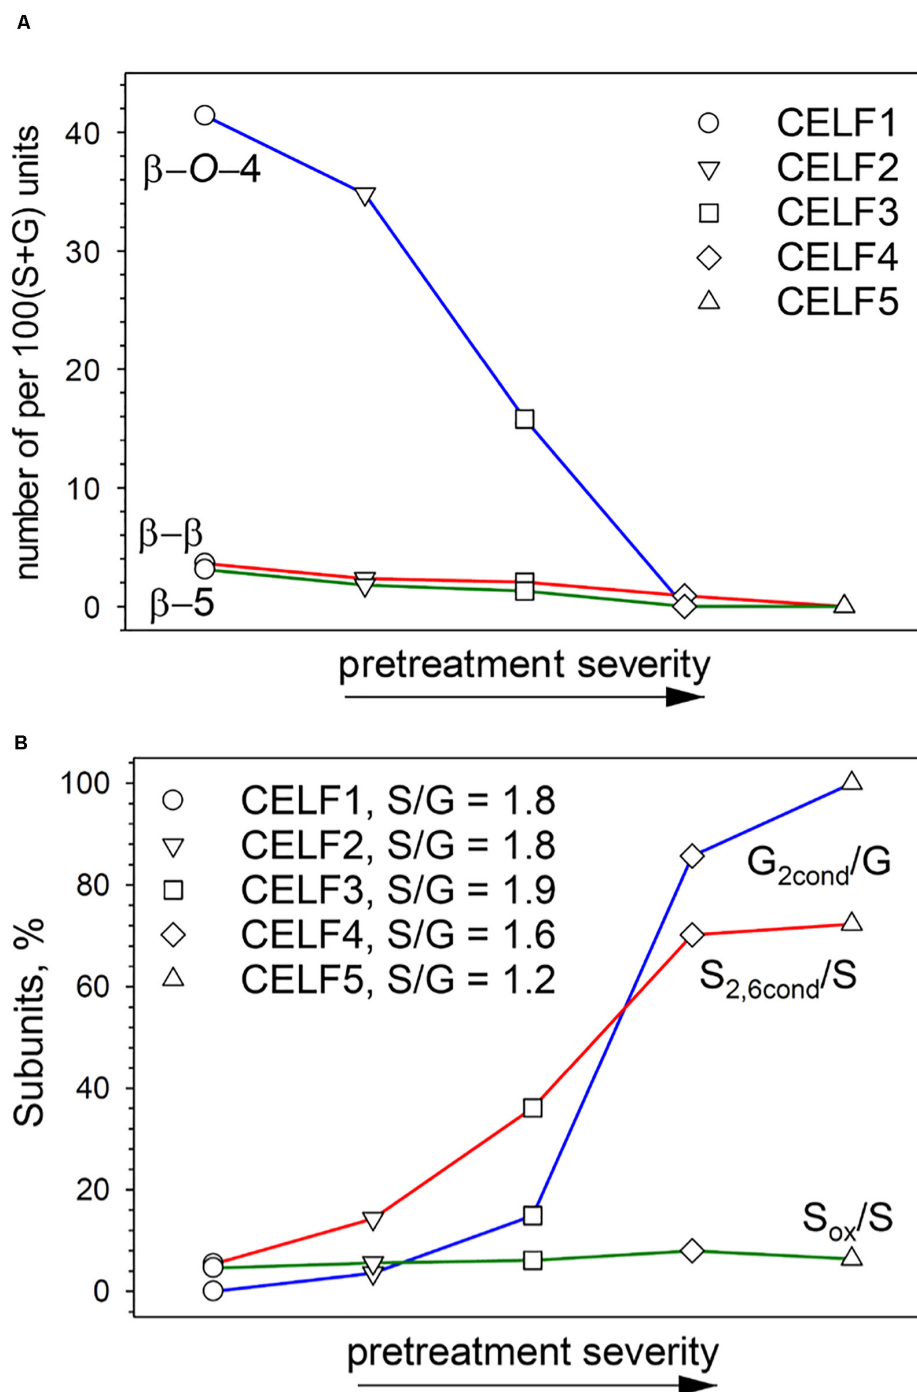 A
number of per 100(S+G) units
40
30
20
10
0
β–O–4
β–β
β–5
CELF1
CELF2
CELF3
CELF4
CELF5
pretreatment severity
B
Subunits, %
100
80
60
40
20
0
CELF1, S/G = 1.8
CELF2, S/G = 1.8
CELF3, S/G = 1.9
CELF4, S/G = 1.6
CELF5, S/G = 1.2
G2cond/G
S2,6cond/S
Sox/S
pretreatment severity